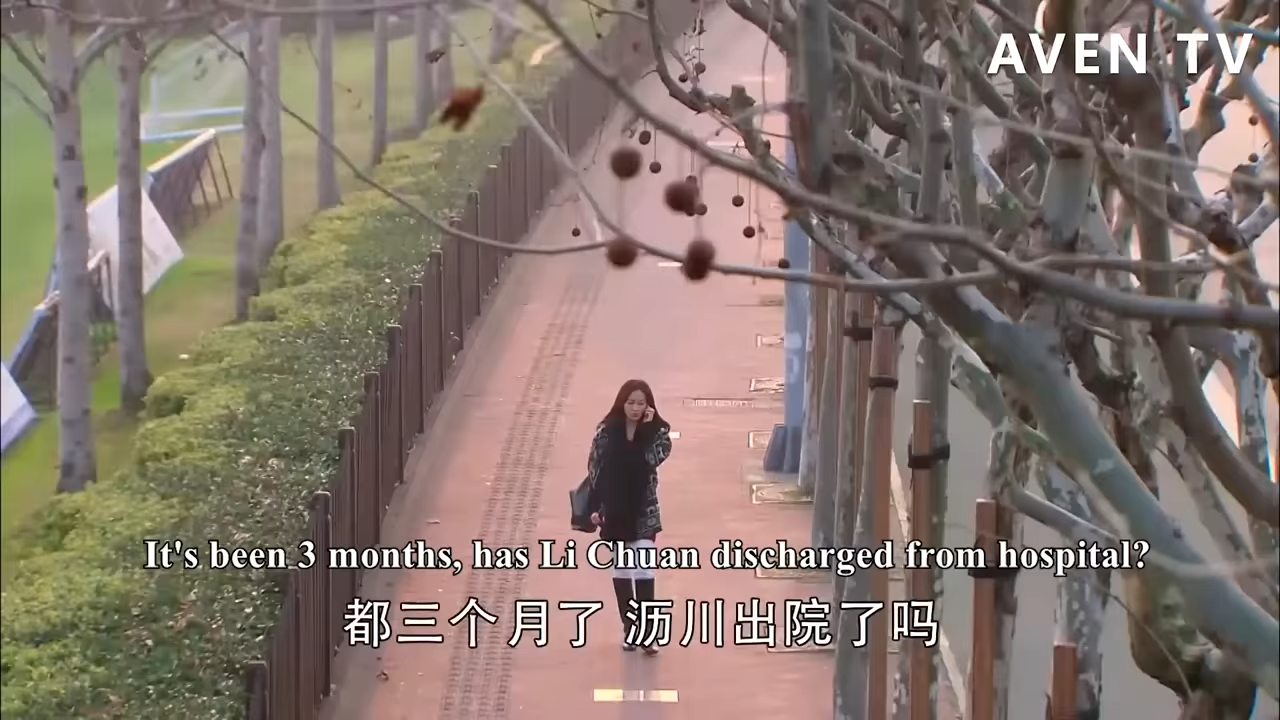 AVEN TV
It's been 3 months, has Li Chuan discharged from hospital?
都三个月了 沥川出院了吗